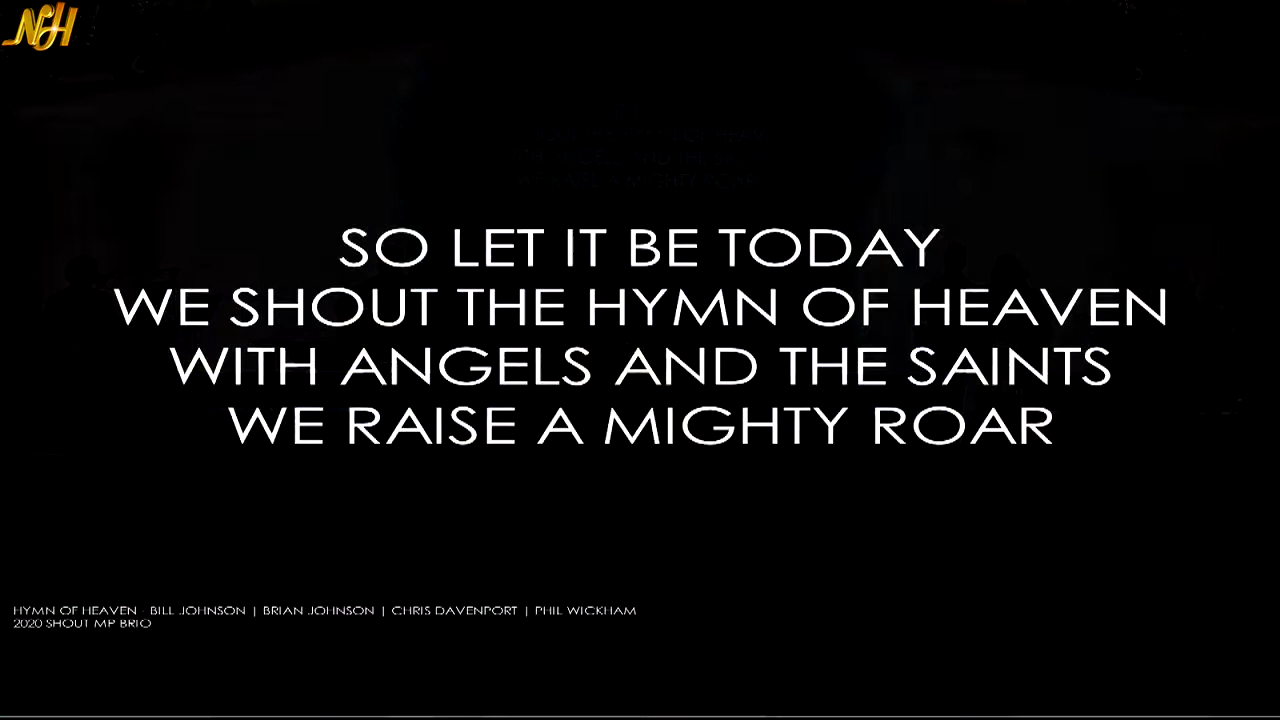 NH
SO LET IT BE TODAY
WE SHOUT THE HYMN OF HEAVEN
WITH ANGELS AND THE SAINTS
WE RAISE A MIGHTY ROAR
HYMN OF HEAVEN - BILL JOHNSON | BRIAN JOHNSON | CHRIS DAVENPORT | PHIL WICKHAM
2020 SHOUT MP BRIO